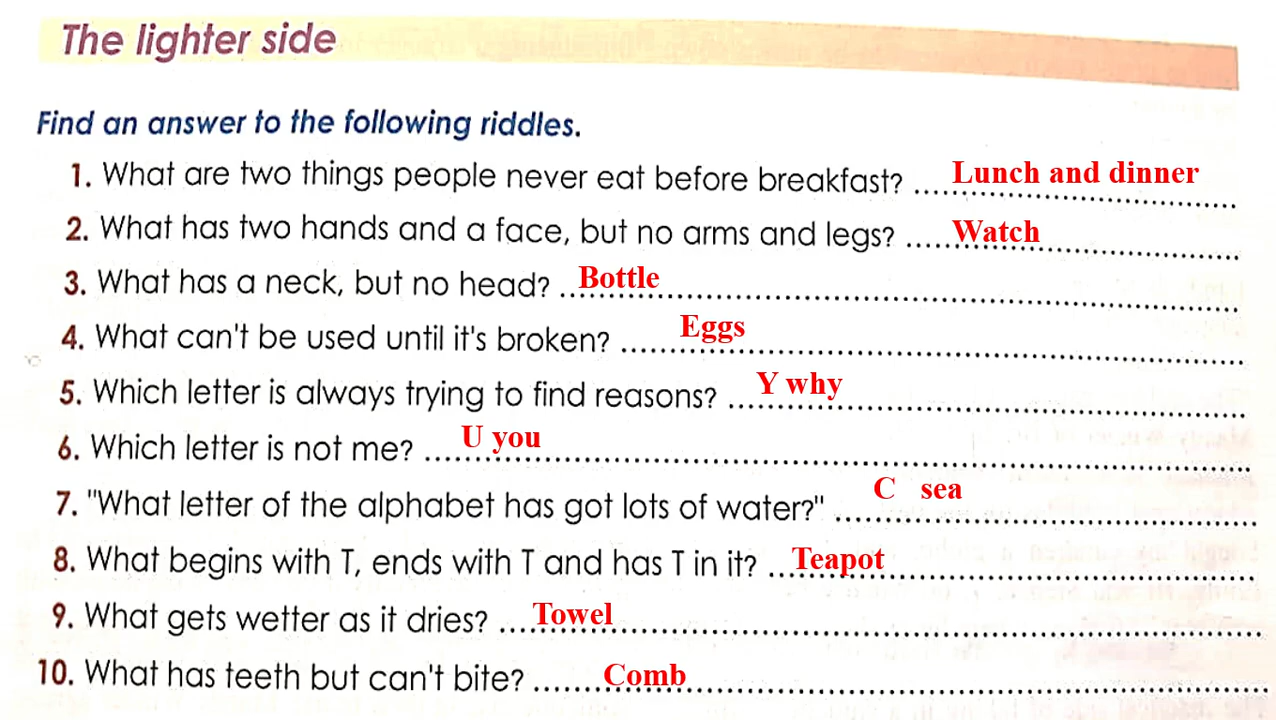 The lighter side
Find an answer to the following riddles.
1. What are two things people never eat before breakfast? .... Lunch and dinner
2. What has two hands and a face, but no arms and legs? .... Watch
3. What has a neck, but no head? .... Bottle
4. What can't be used until it's broken? .... Eggs
5. Which letter is always trying to find reasons? .... Y why
6. Which letter is not me? .... U you
7. "What letter of the alphabet has got lots of water?" .... C sea
8. What begins with T, ends with T and has T in it? .... Teapot
9. What gets wetter as it dries? .... Towel
10. What has teeth but can't bite? .... Comb